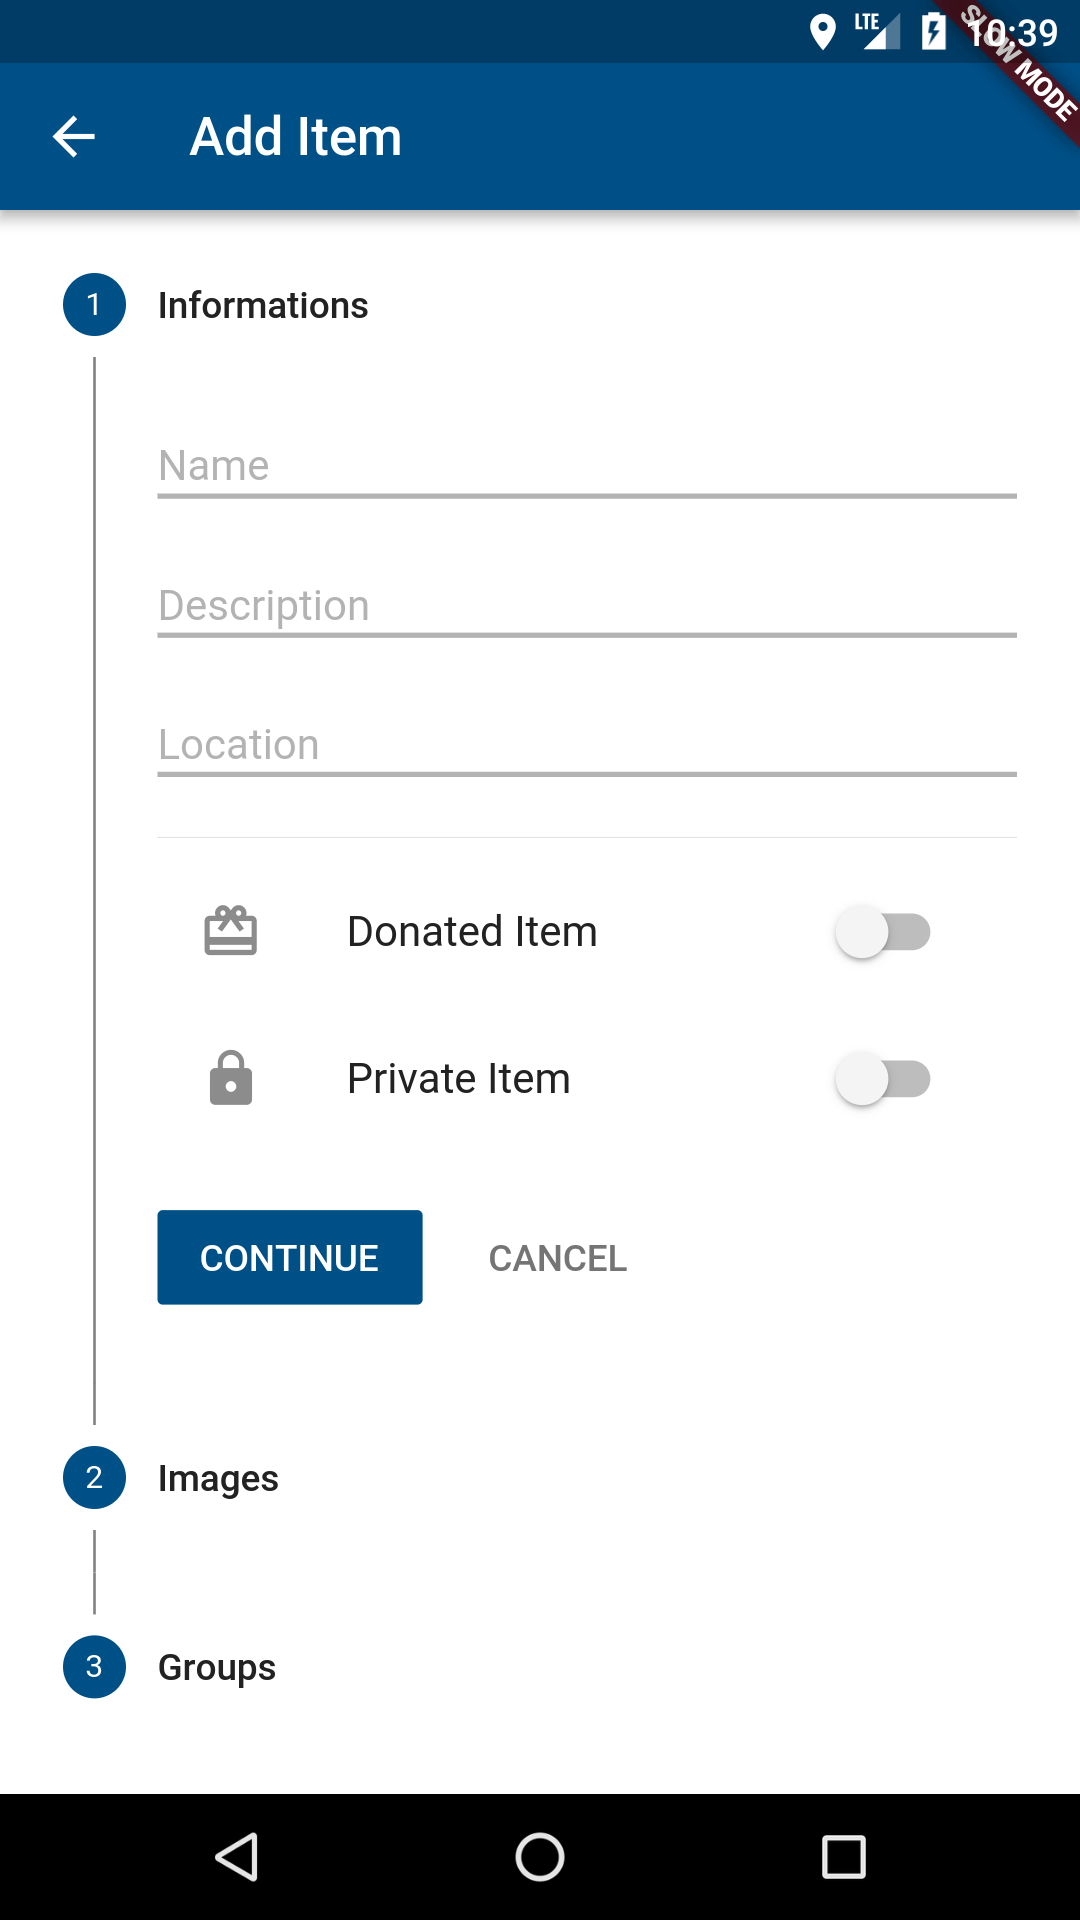 LTE 10:39
SLOW MODE
Add Item
1 Informations
Name
Description
Location
Donated Item
Private Item
CONTINUE CANCEL
2 Images
3 Groups